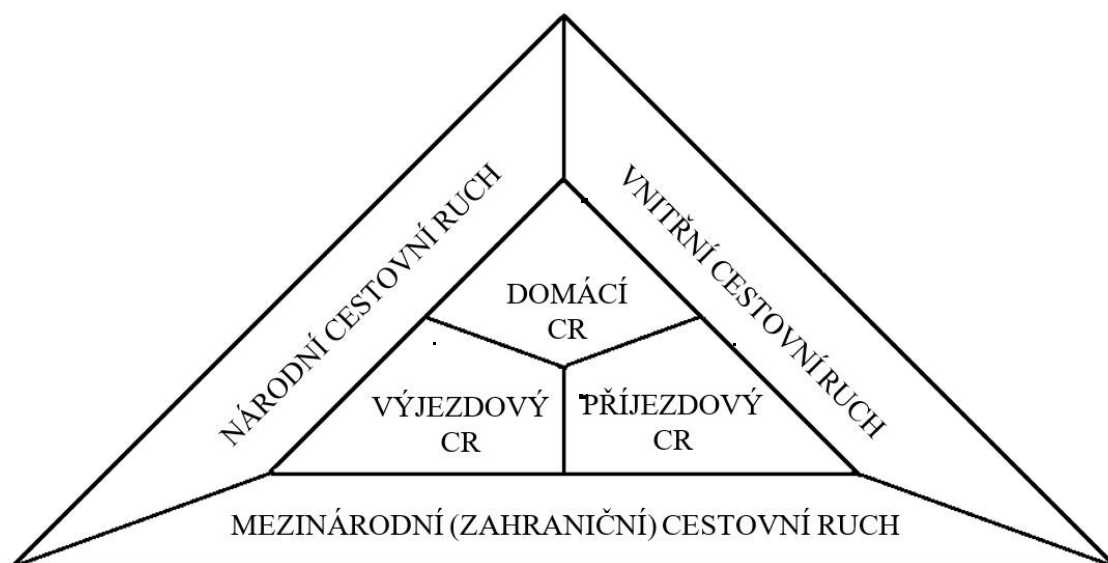 NÁRODNÍ CESTOVNÍ RUCH
VNITŘNÍ CESTOVNÍ RUCH
DOMÁCÍ
CR
VÝJEZDOVÝ
CR
PŘÍJEZDOVÝ
CR
MEZINÁRODNÍ (ZAHRANIČNÍ) CESTOVNÍ RUCH